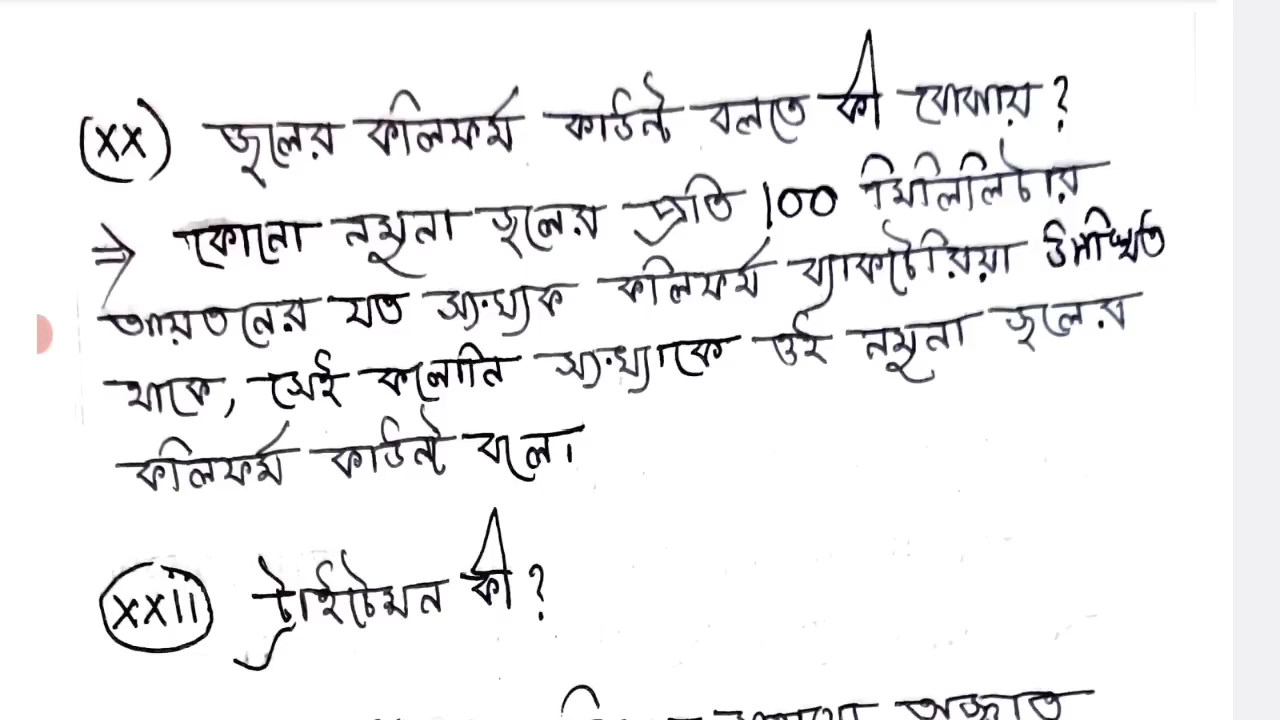 (xx) জলের কলিফর্ম কাউন্ট বলতে কী বোঝায় ?
⇒ কোনো নমুনা জলের প্রতি 100 মিলিলিটার
আয়তনের যত সংখ্যক কলিফর্ম ব্যাকটেরিয়া উপস্থিত
থাকে, সেই কলোনি সংখ্যাকে ওই নমুনা জলের
কলিফর্ম কাউন্ট বলে।
(xxii) ট্রাইটেমন কী ?